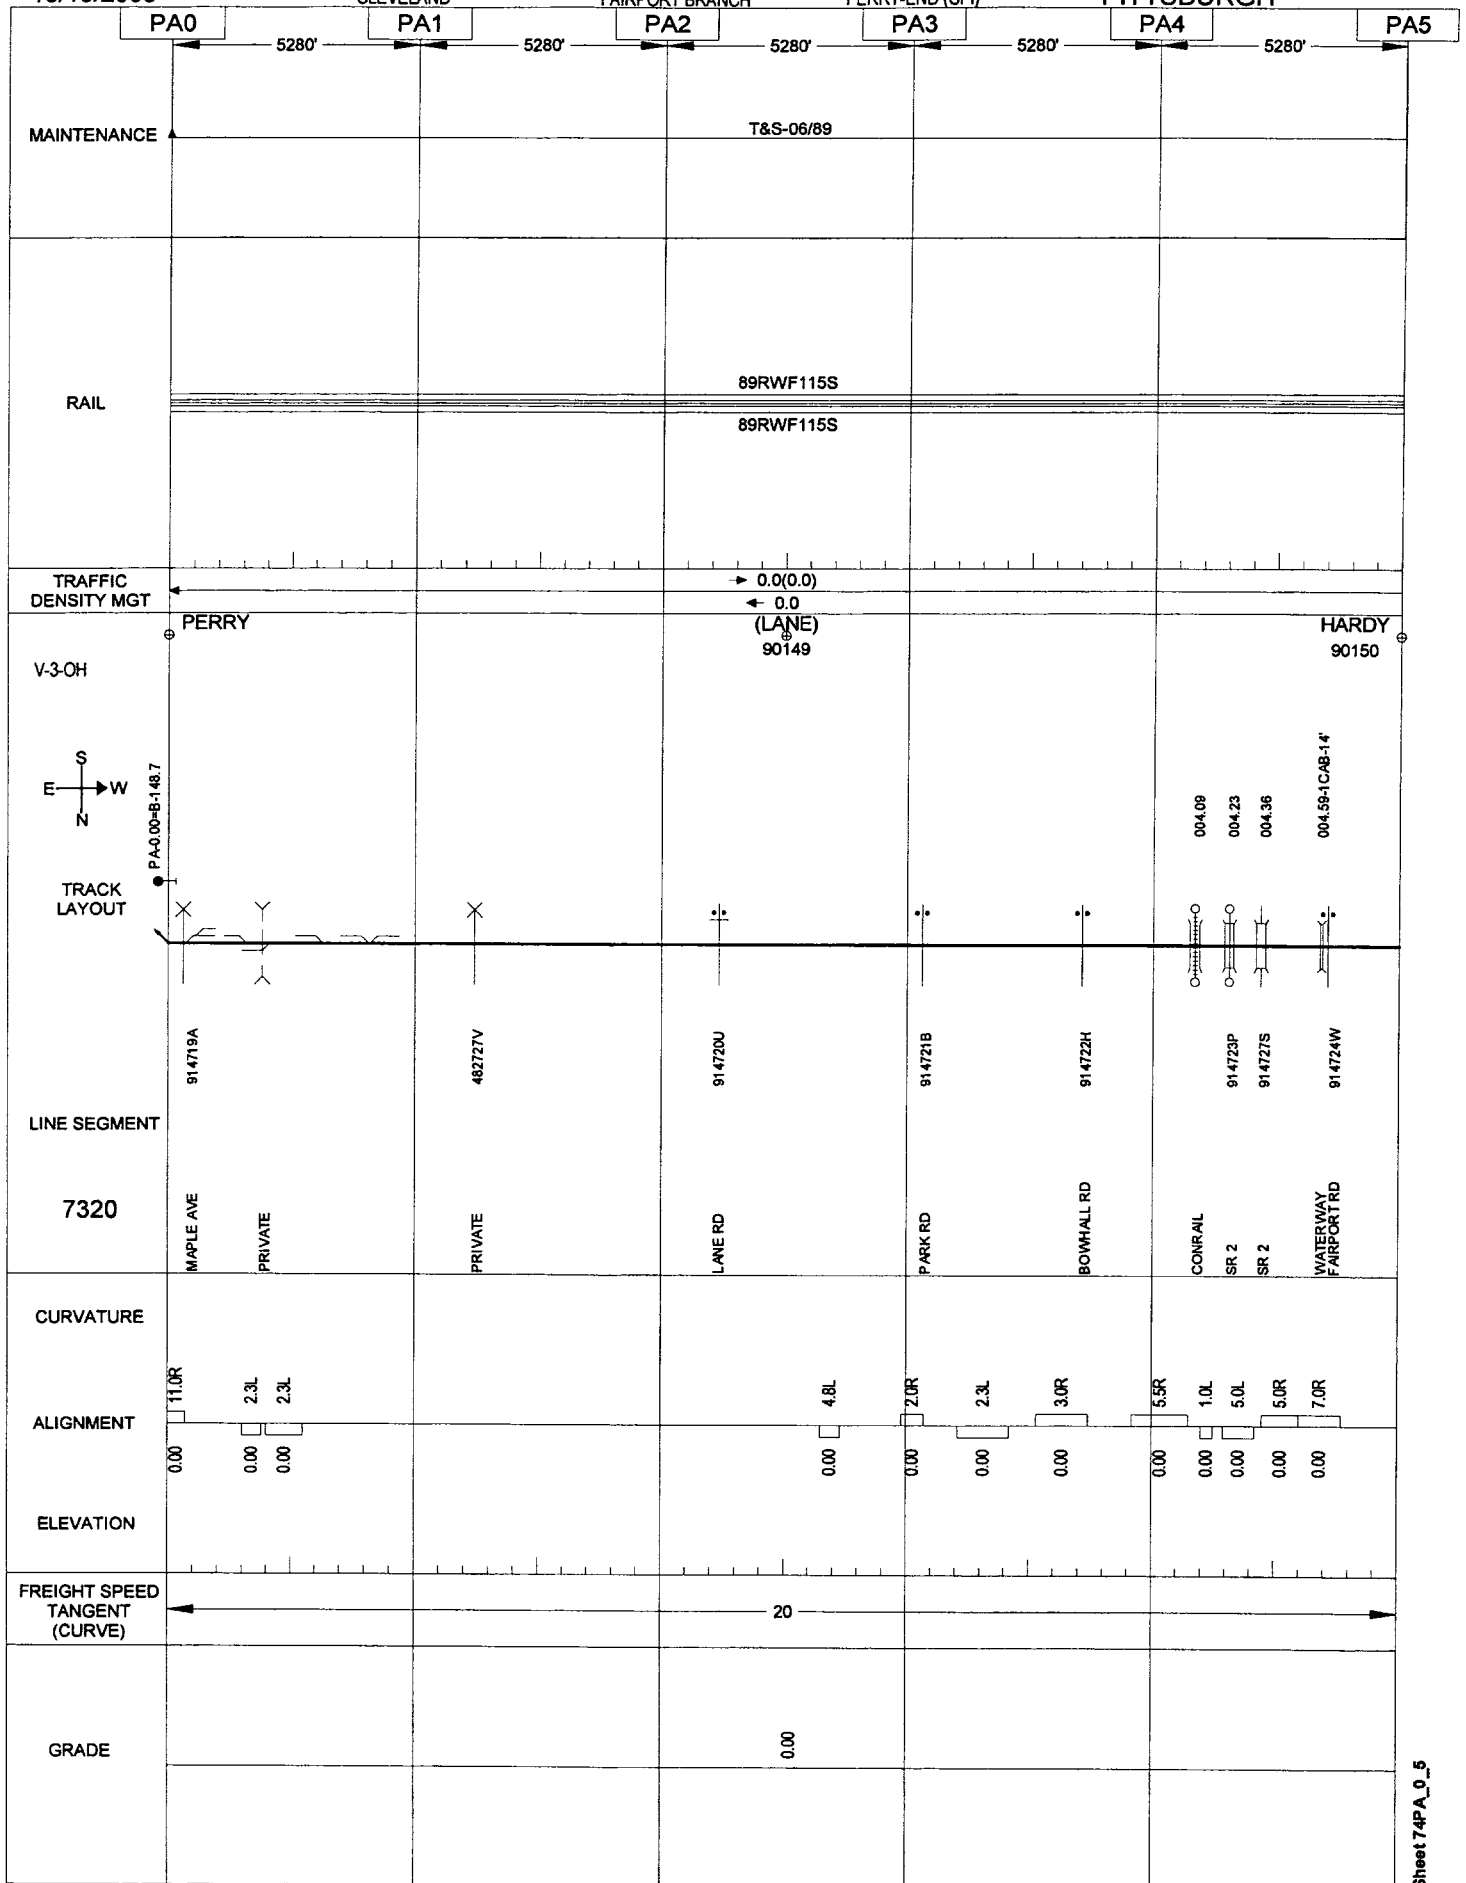 CLEVELAND FAIRPORT BRANCH PITTSBURGH
PA0 PA1 PA2 PA3 PA4 PA5
5280' 5280' 5280' 5280' 5280'
MAINTENANCE
T&S-06/89
RAIL
89RWF115S
89RWF115S
TRAFFIC
DENSITY MGT
0.0(0.0)
0.0
PERRY
(LANE)
90149
HARDY
90150
V-3-OH
S
E W
N
PA-0.00=B-148.7
004.09
004.23
004.36
004.59-1CAB-14'
TRACK
LAYOUT
914719A
482727V
914720U
914721B
914722H
914723P
914727S
914724W
LINE SEGMENT
7320
MAPLE AVE
PRIVATE
PRIVATE
LANE RD
PARK RD
BOWHALL RD
CONRAIL
SR 2
SR 2
WATERWAY
FAIRPORT RD
CURVATURE
11.0R 2.3L 2.3L 4.8L 2.0R 2.3L 3.0R 5.5R 1.0L 5.0L 5.0R 7.0R
ALIGNMENT
0.00 0.00 0.00 0.00 0.00 0.00 0.00 0.00 0.00 0.00 0.00 0.00
ELEVATION
FREIGHT SPEED
TANGENT
(CURVE)
20
GRADE
0.00
Sheet 74PA_0_5